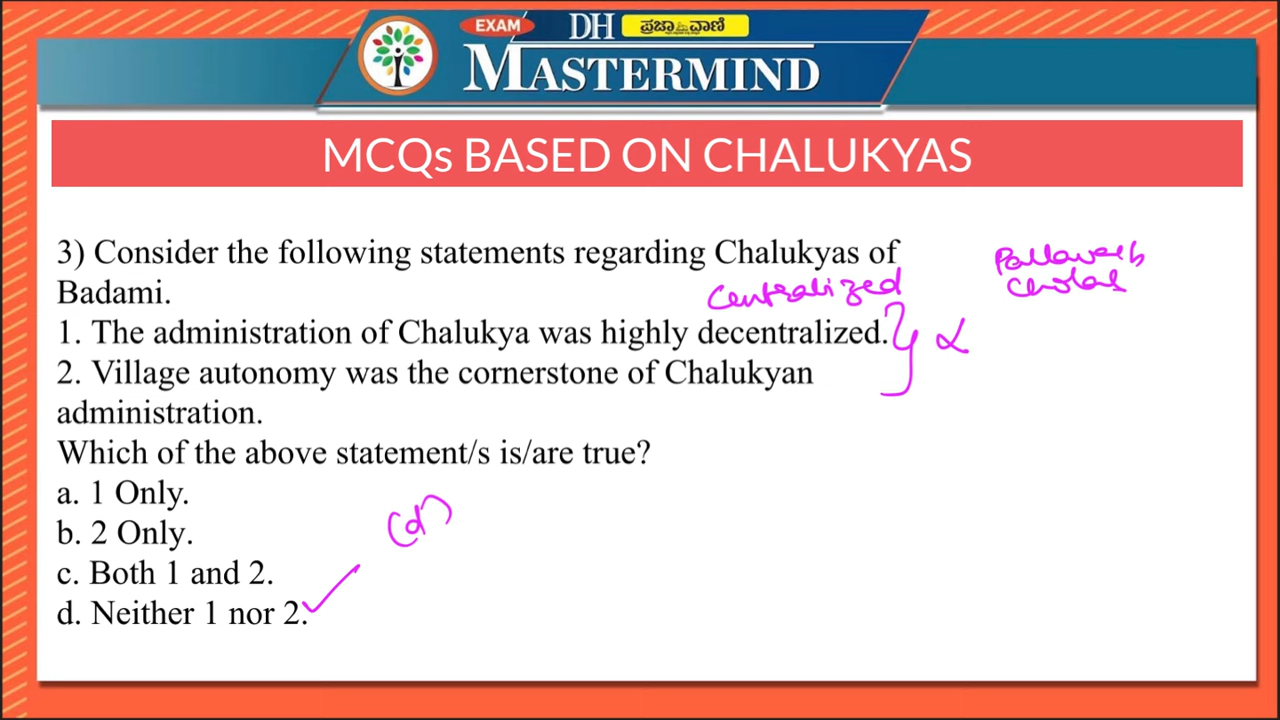 EXAM
DH ಪ್ರಜಾವಾಣಿ
MASTERMIND
MCQs BASED ON CHALUKYAS
3) Consider the following statements regarding Chalukyas of
Badami.
Centralized
Pallavas &
Cholas
1. The administration of Chalukya was highly decentralized.
2. Village autonomy was the cornerstone of Chalukyan
administration.
Which of the above statement/s is/are true?
a. 1 Only.
b. 2 Only.
(d)
c. Both 1 and 2.
d. Neither 1 nor 2.